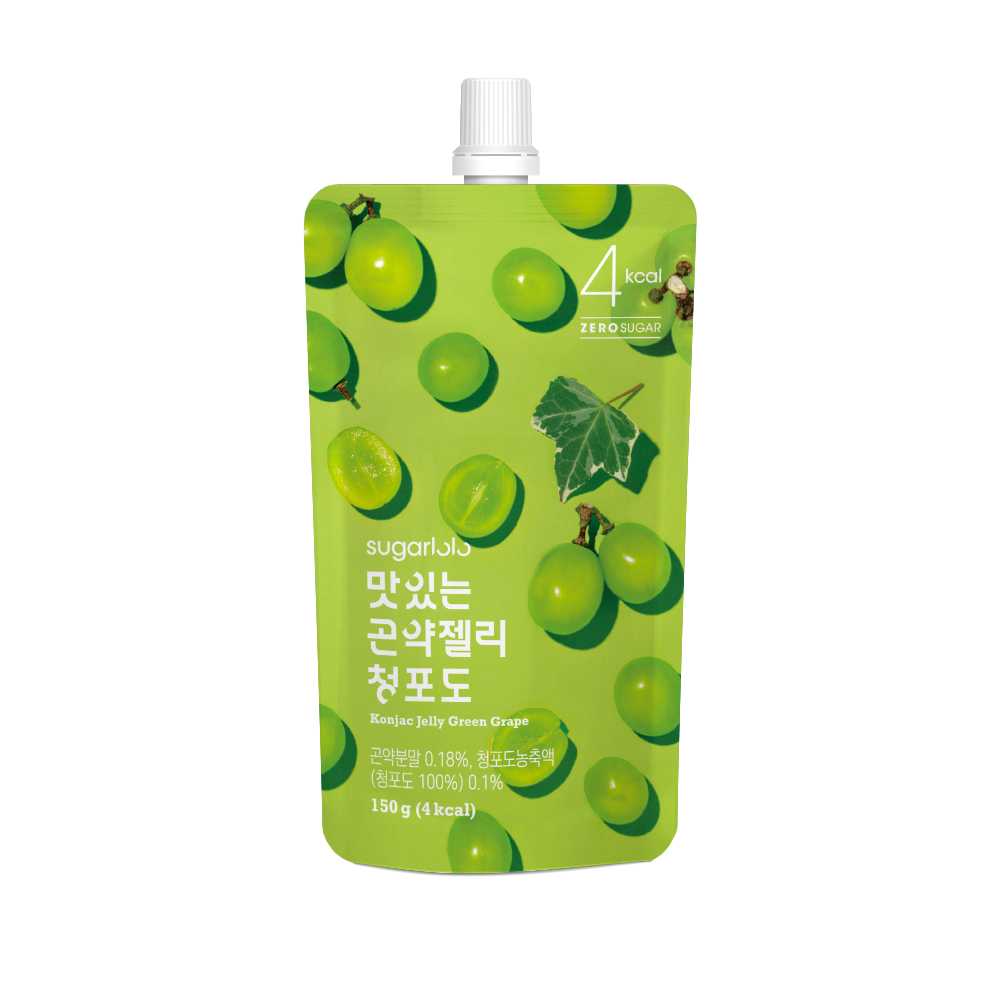 4 kcal
ZERO SUGAR
sugarlolo
맛있는
곤약젤리
청포도
Konjac Jelly Green Grape
곤약분말 0.18%, 청포도농축액
(청포도 100%) 0.1%
150 g (4 kcal)